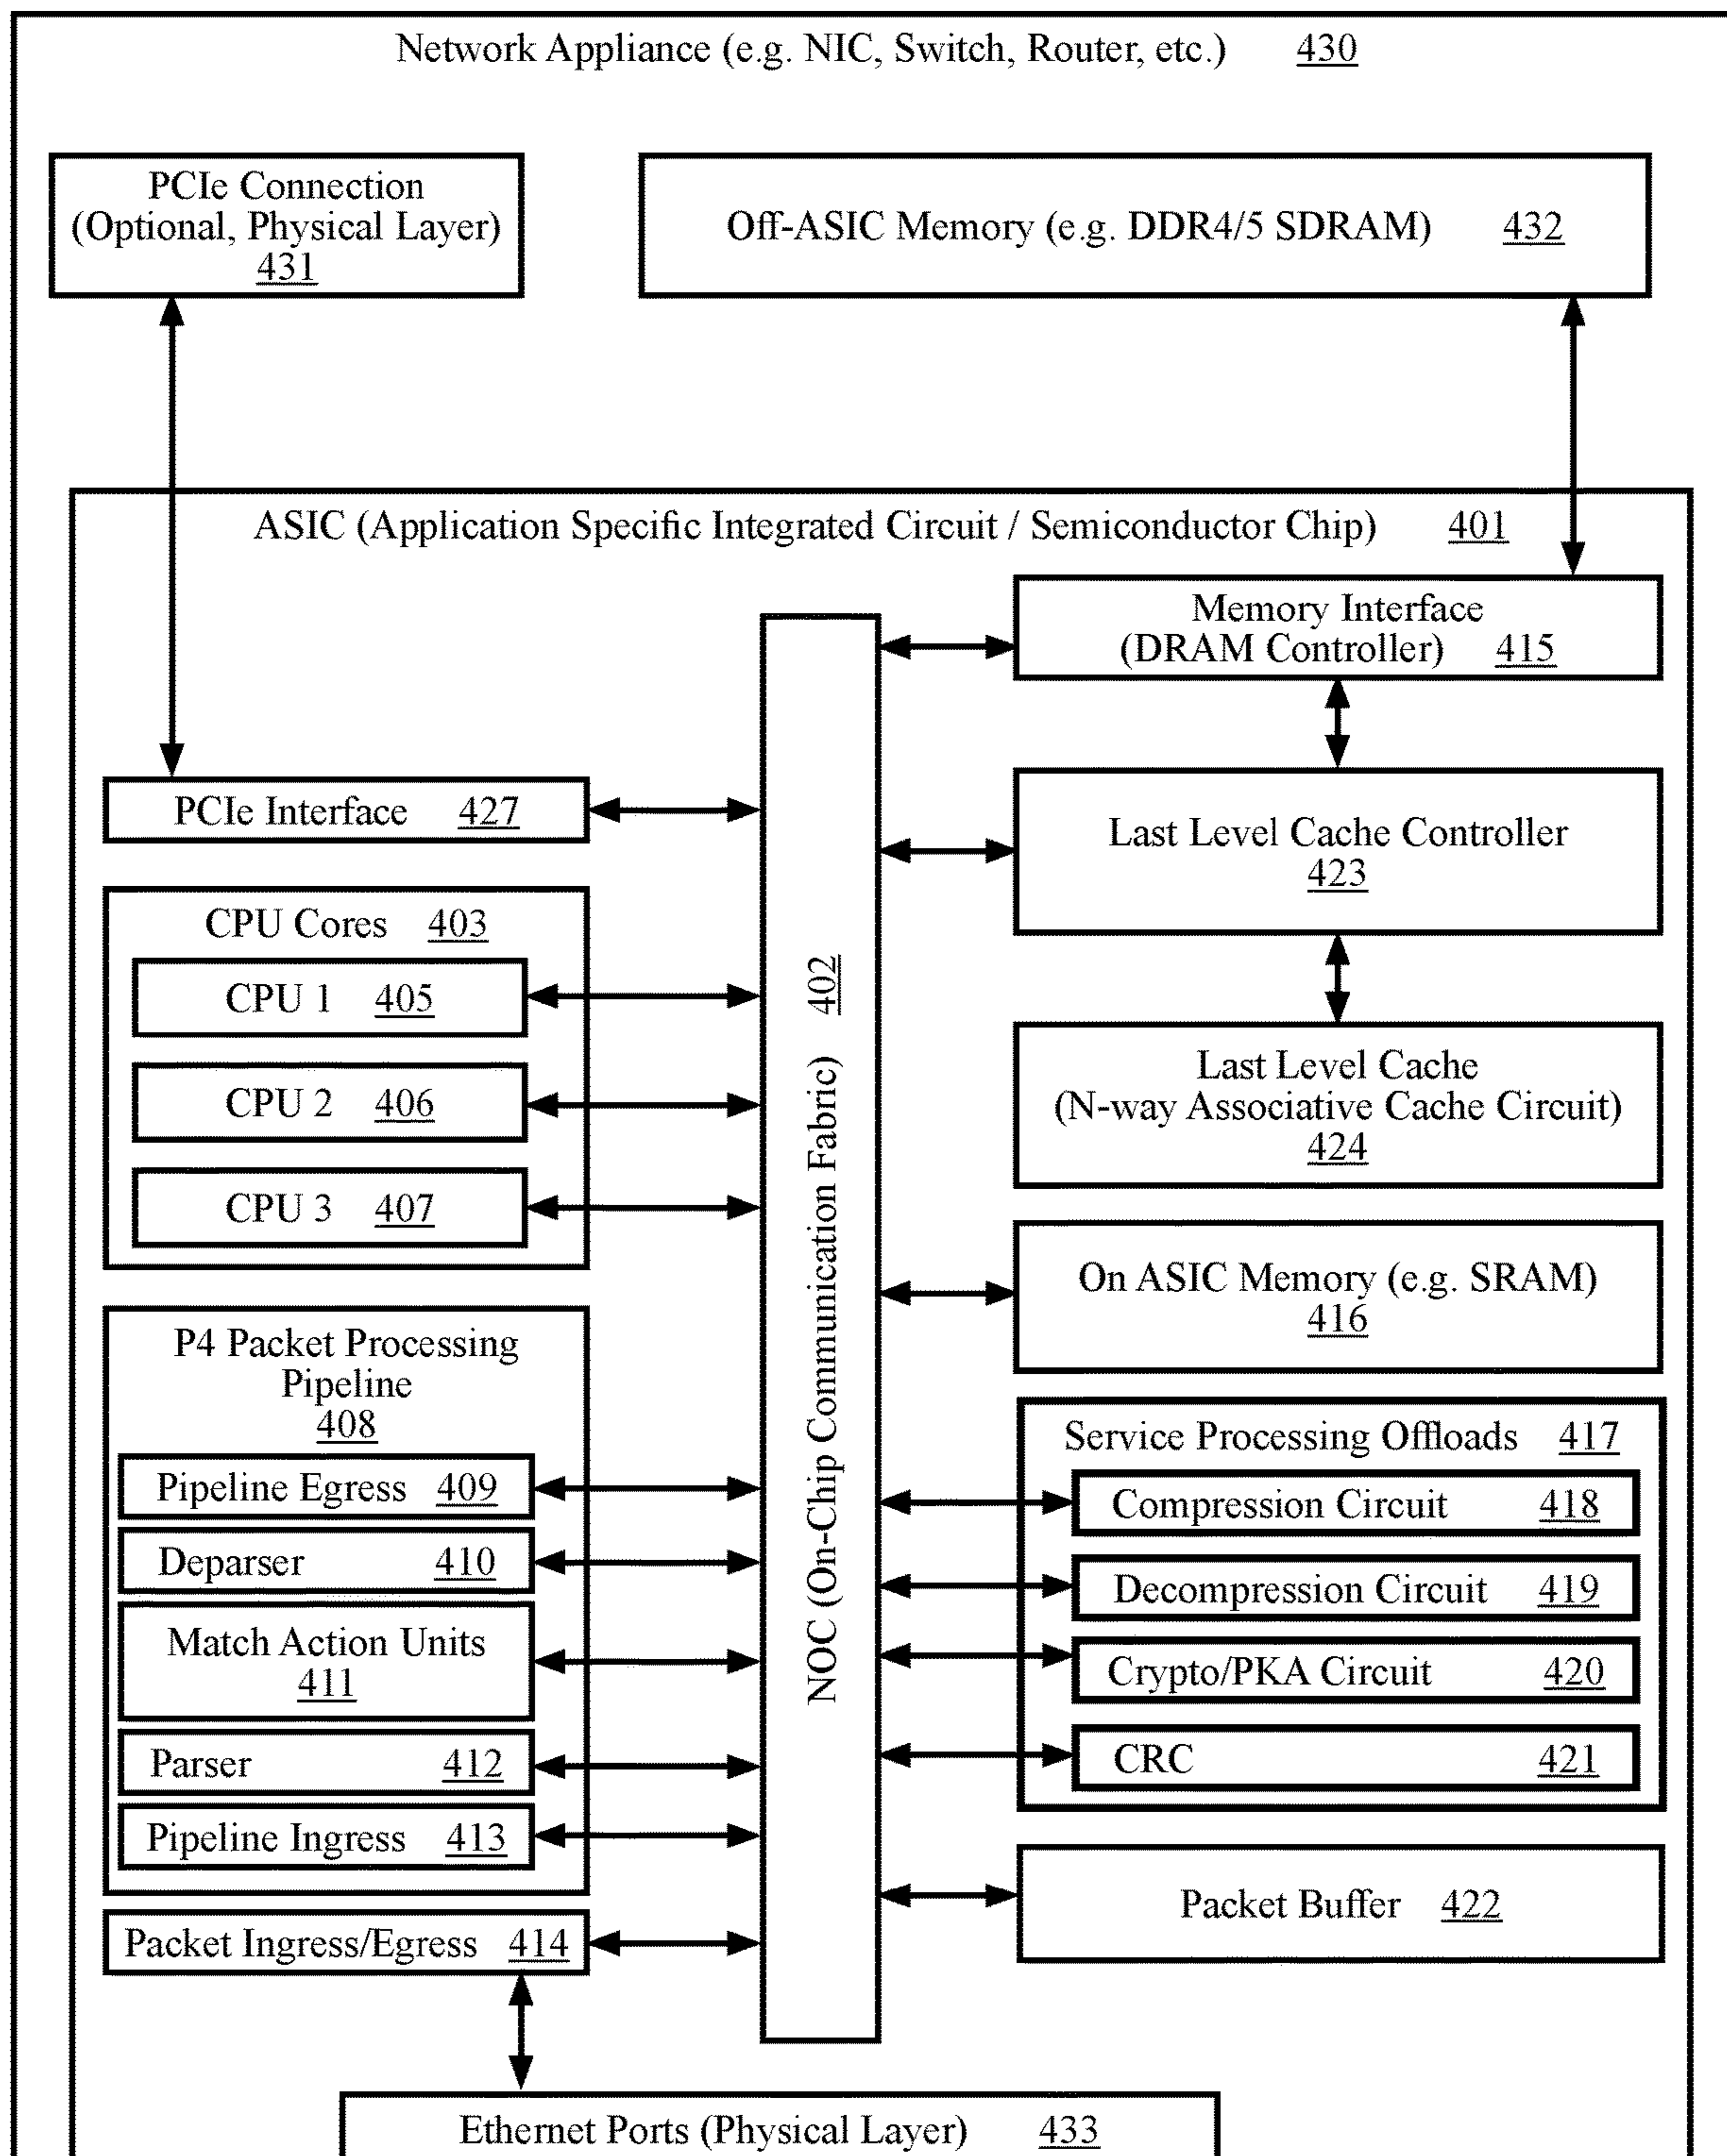 Network Appliance (e.g. NIC, Switch, Router, etc.) 430
PCIe Connection
(Optional, Physical Layer)
431
Off-ASIC Memory (e.g. DDR4/5 SDRAM) 432
ASIC (Application Specific Integrated Circuit / Semiconductor Chip) 401
PCIe Interface 427
CPU Cores 403
CPU 1 405
CPU 2 406
CPU 3 407
P4 Packet Processing
Pipeline
408
Pipeline Egress 409
Deparser 410
Match Action Units
411
Parser 412
Pipeline Ingress 413
Packet Ingress/Egress 414
NOC (On-Chip Communication Fabric) 402
Memory Interface
(DRAM Controller) 415
Last Level Cache Controller
423
Last Level Cache
(N-way Associative Cache Circuit)
424
On ASIC Memory (e.g. SRAM)
416
Service Processing Offloads 417
Compression Circuit 418
Decompression Circuit 419
Crypto/PKA Circuit 420
CRC 421
Packet Buffer 422
Ethernet Ports (Physical Layer) 433